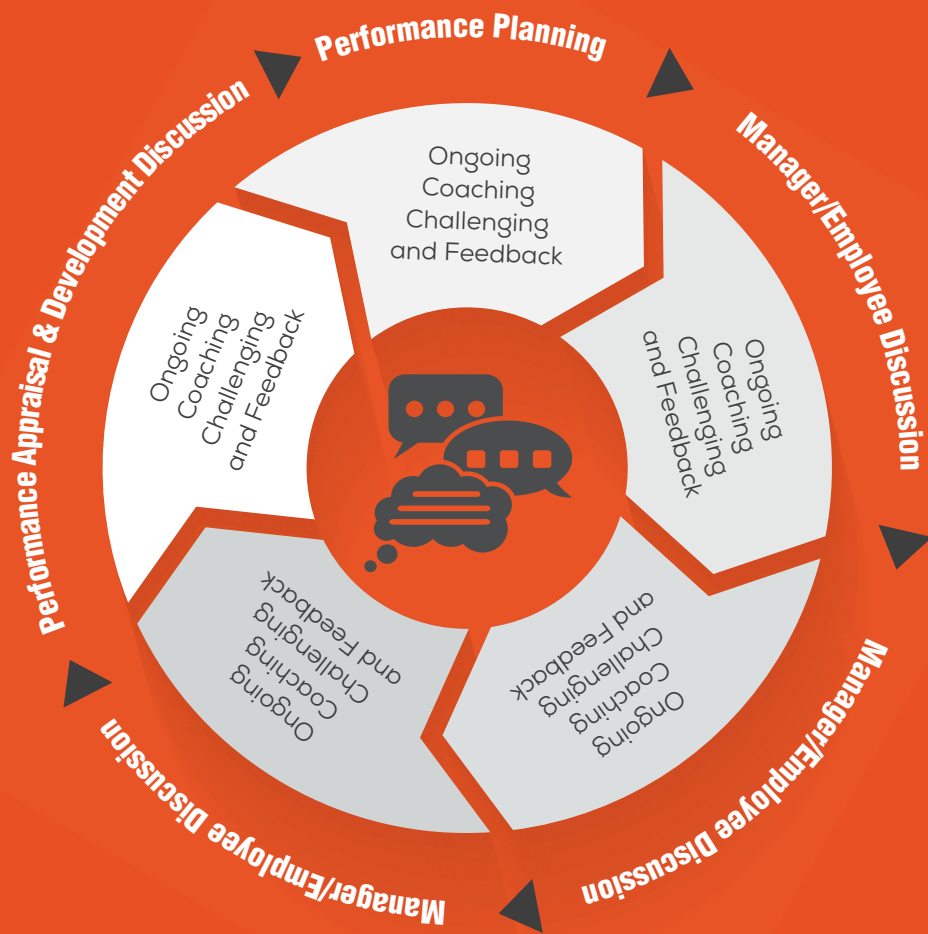 Performance Planning
Ongoing
Coaching
Challenging
and Feedback
Manager/Employee Discussion
Ongoing
Coaching
Challenging
and Feedback
Manager/Employee Discussion
Ongoing
Coaching
Challenging
and Feedback
Manager/Employee Discussion
Ongoing
Coaching
Challenging
and Feedback
Performance Appraisal & Development Discussion
Ongoing
Coaching
Challenging
and Feedback